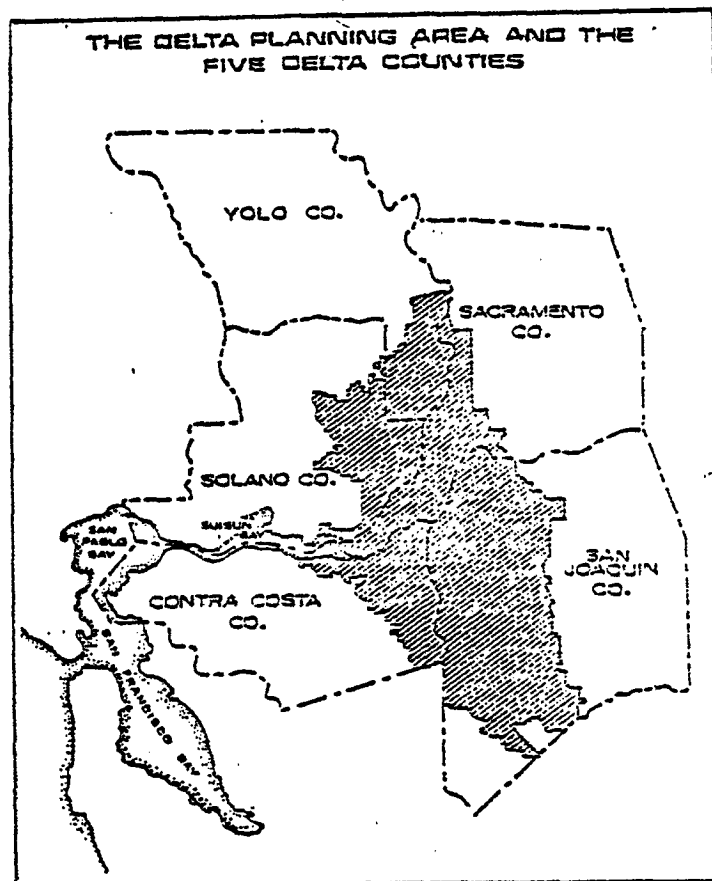 THE DELTA PLANNING AREA AND THE
FIVE DELTA COUNTIES
YOLO CO.
SACRAMENTO
CO.
SOLANO CO.
SAN
PABLO
BAY
SUISUN
BAY
SAN
JOAQUIN
CO.
CONTRA COSTA
CO.
SAN FRANCISCO BAY